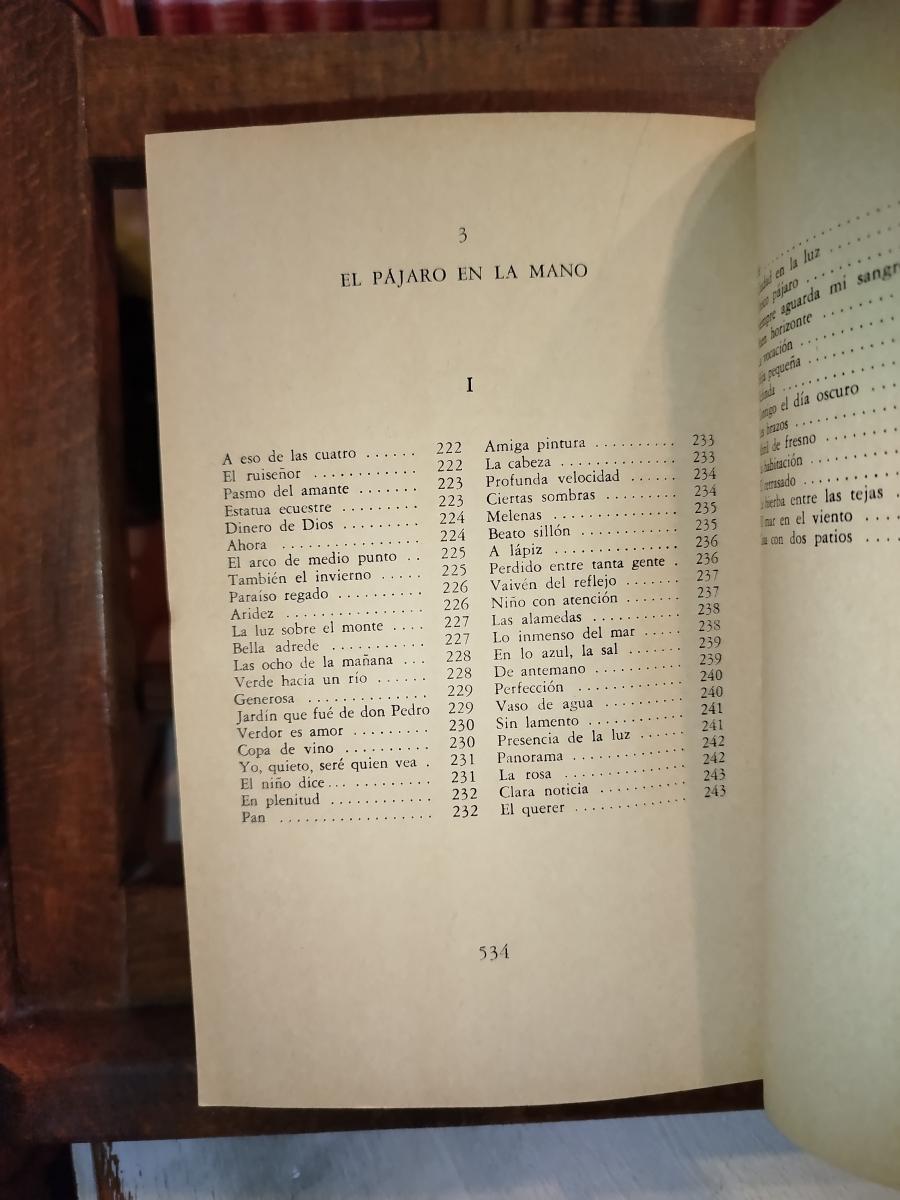 3
EL PÁJARO EN LA MANO
I
A eso de las cuatro ...... 222
El ruiseñor ............ 222
Pasmo del amante ....... 223
Estatua ecuestre ......... 223
Dinero de Dios ......... 224
Ahora ................ 224
El arco de medio punto .. 225
También el invierno ..... 225
Paraíso regado .......... 226
Aridez ................ 226
La luz sobre el monte .... 227
Bella adrede ........... 227
Las ocho de la mañana ... 228
Verde hacia un río ...... 228
Generosa .............. 229
Jardín que fué de don Pedro 229
Verdor es amor ......... 230
Copa de vino .......... 230
Yo, quieto, seré quien vea . 231
El niño dice... ......... 231
En plenitud ............ 232
Pan .................. 232
Amiga pintura .......... 233
La cabeza .............. 233
Profunda velocidad ...... 234
Ciertas sombras ......... 234
Melenas ............... 235
Beato sillón ............ 235
A lápiz ............... 236
Perdido entre tanta gente . 236
Vaivén del reflejo ....... 237
Niño con atención ....... 237
Las alamedas ........... 238
Lo inmenso del mar ..... 238
En lo azul, la sal ....... 239
De antemano ........... 239
Perfección ............. 240
Vaso de agua .......... 240
Sin lamento ............ 241
Presencia de la luz ...... 241
Panorama .............. 242
La rosa ............... 242
Clara noticia ........... 243
El querer .............. 243
534
en la luz
pájaro
aguarda mi
horizonte
vocación
pequeña
el día oscuro
brazos
de fresno
habitación
hierba entre las tejas
mar en el viento
con dos patios